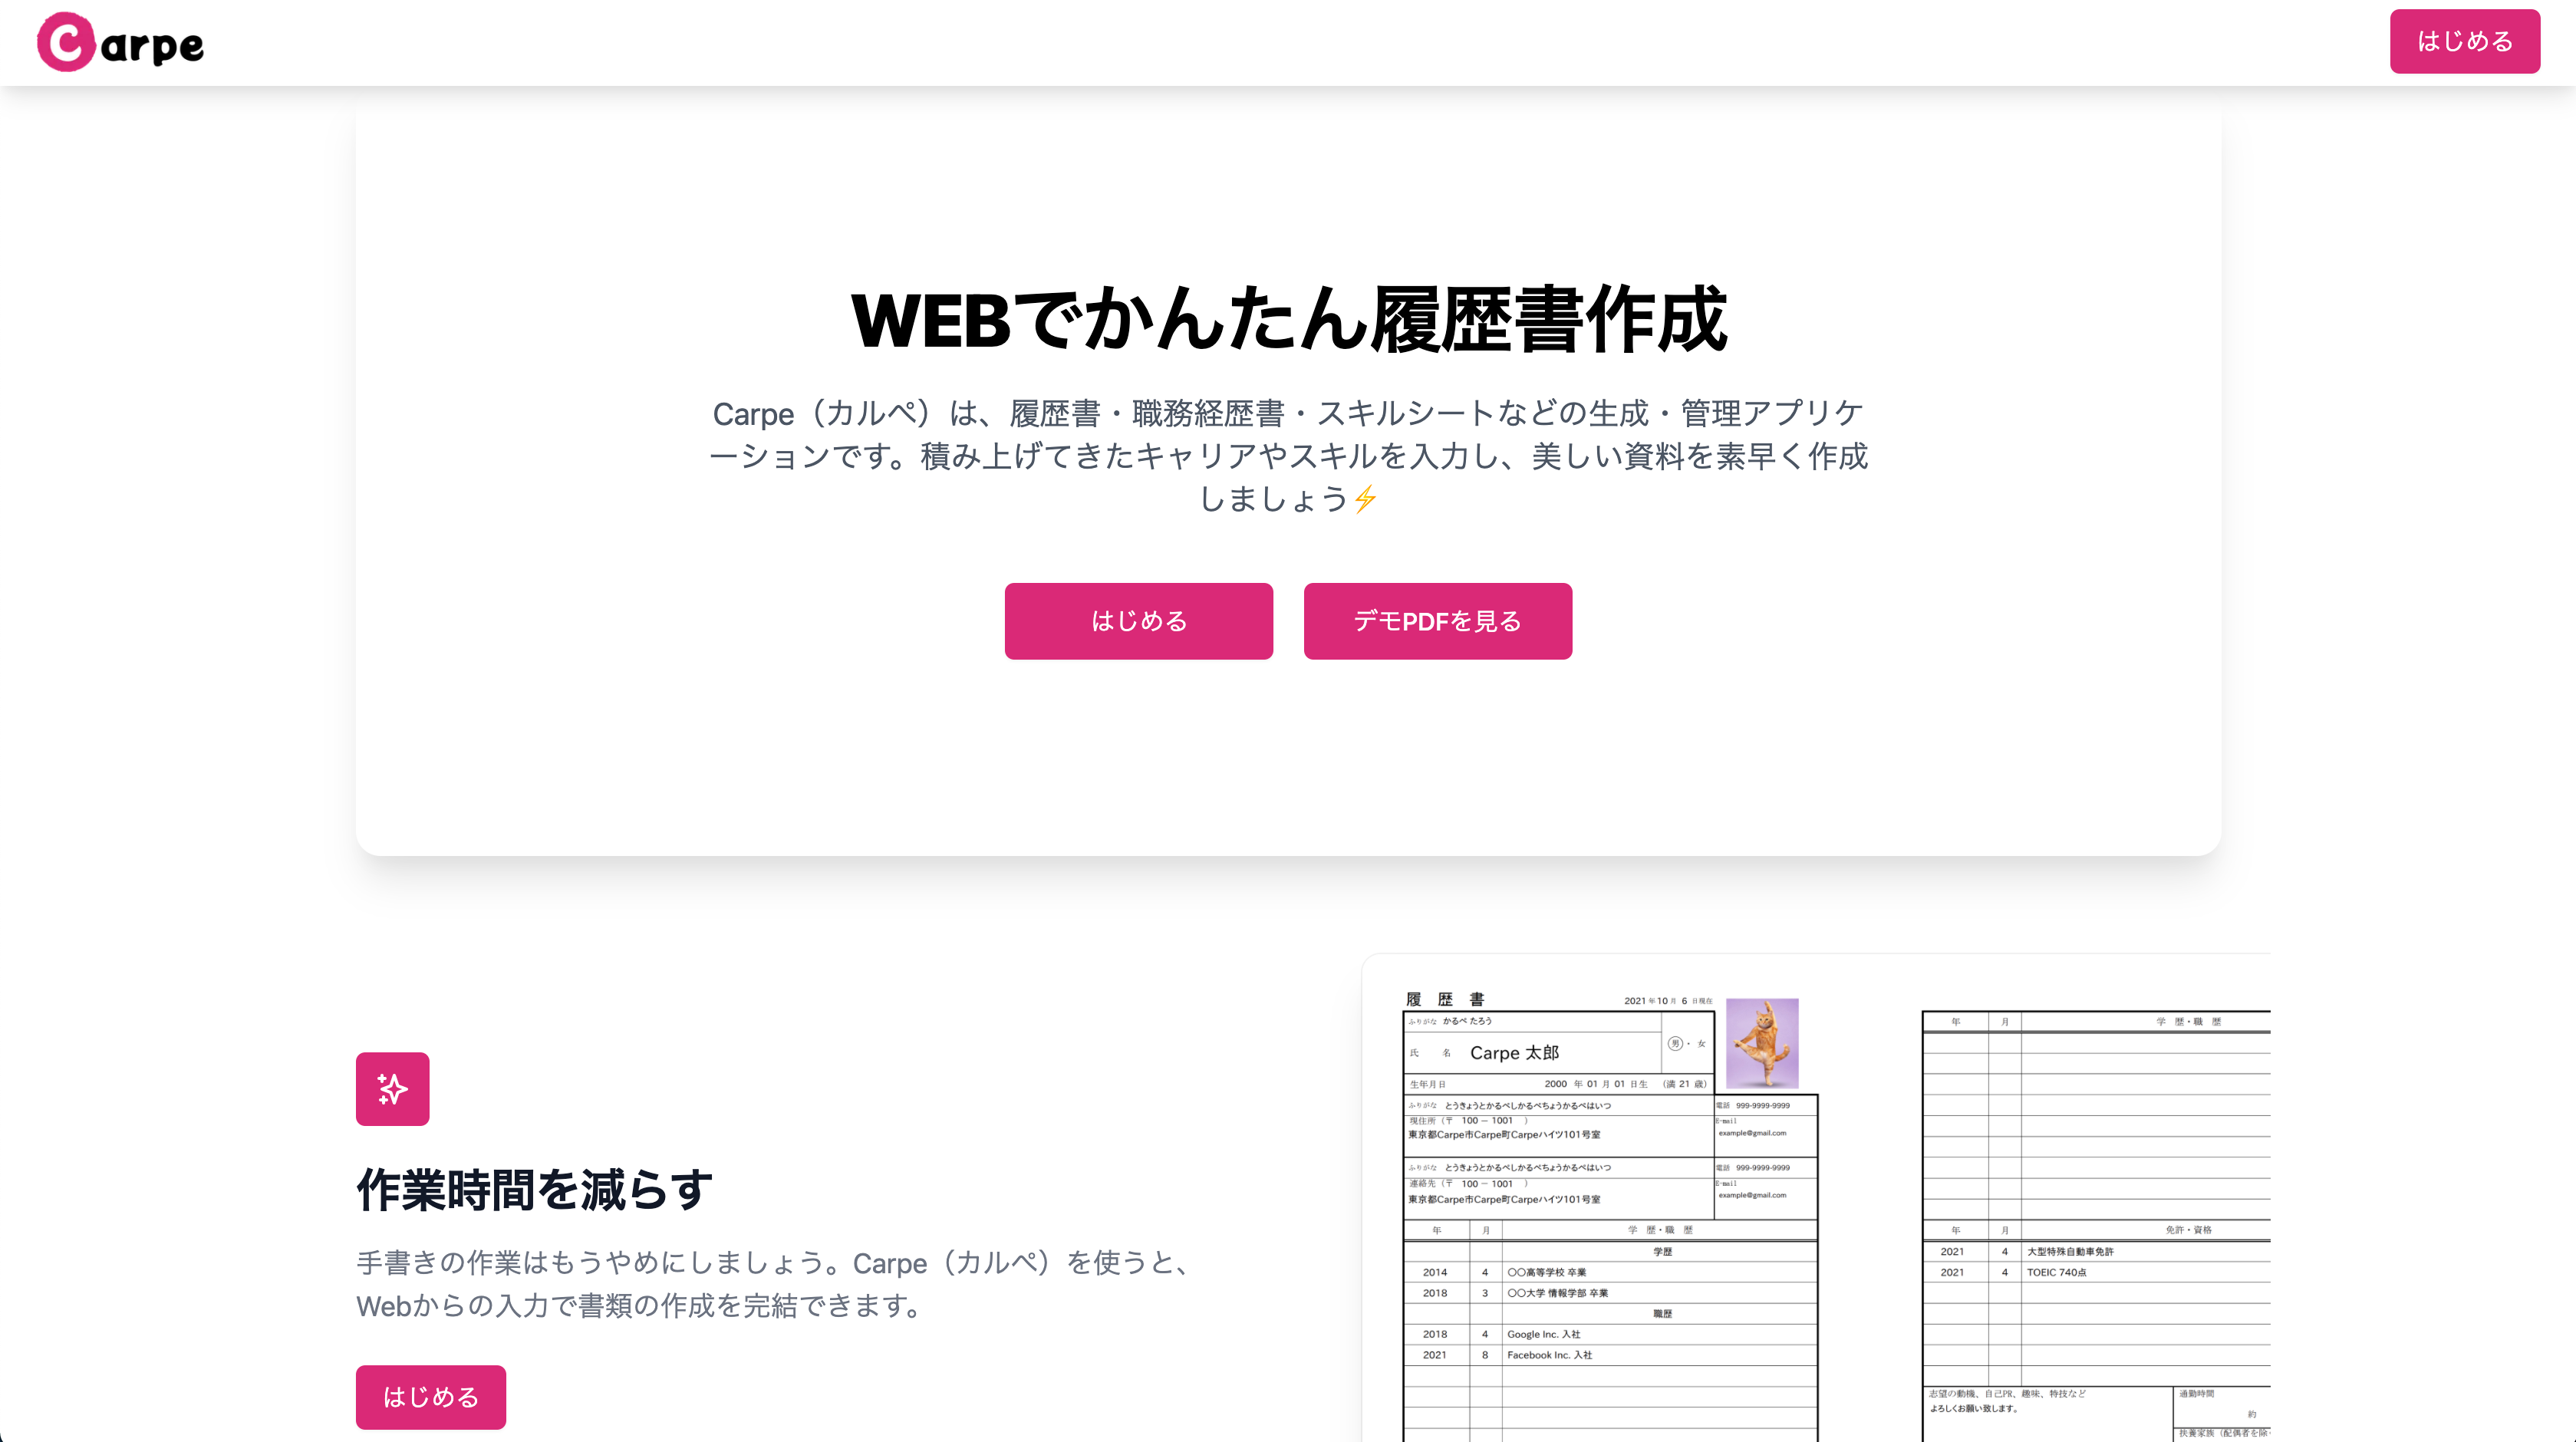 Carpe
はじめる
WEBでかんたん履歴書作成
Carpe（カルペ）は、履歴書・職務経歴書・スキルシートなどの生成・管理アプリケ
ーションです。積み上げてきたキャリアやスキルを入力し、美しい資料を素早く作成
しましょう⚡
はじめる
デモPDFを見る
作業時間を減らす
手書きの作業はもうやめにしましょう。Carpe（カルペ）を使うと、
Webからの入力で書類の作成を完結できます。
はじめる
履 歴 書
2021 年 10 月 6 日現在
ふりがな かるぺ たろう
氏 名 Carpe 太郎
男・女
生年月日 2000 年 01 月 01 日生 （満 21 歳）
ふりがな とうきょうとかるぺしかるぺちょうかるぺはいつ
電話 999-9999-9999
現住所（〒 100 － 1001 ）
E-mail
東京都Carpe市Carpe町Carpeハイツ101号室
example@gmail.com
ふりがな とうきょうとかるぺしかるぺちょうかるぺはいつ
電話 999-9999-9999
連絡先（〒 100 － 1001 ）
E-mail
東京都Carpe市Carpe町Carpeハイツ101号室
example@gmail.com
年 月 学 歴・職 歴
学歴
2014 4 〇〇高等学校 卒業
2018 3 〇〇大学 情報学部 卒業
職歴
2018 4 Google Inc. 入社
2021 8 Facebook Inc. 入社
年 月 学 歴・職 歴
年 月 免許・資格
2021 4 大型特殊自動車免許
2021 4 TOEIC 740点
志望の動機、自己PR、趣味、特技など
よろしくお願い致します。
通勤時間
約
扶養家族（配偶者を除